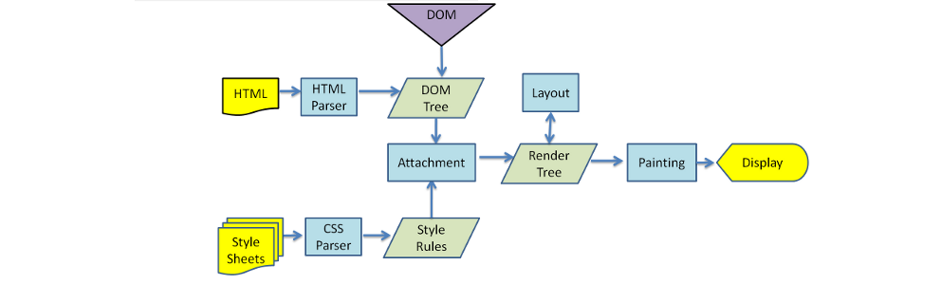 DOM
HTML
HTML
Parser
DOM
Tree
Layout
Attachment
Render
Tree
Painting
Display
Style
Sheets
CSS
Parser
Style
Rules